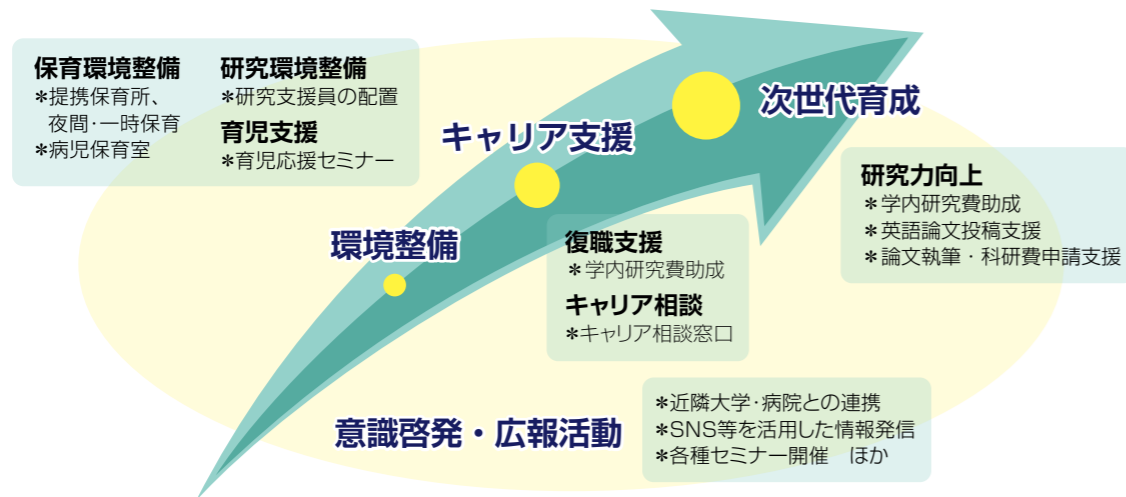 保育環境整備
＊提携保育所、
夜間・一時保育
＊病児保育室
研究環境整備
＊研究支援員の配置
育児支援
＊育児応援セミナー
環境整備
キャリア支援
次世代育成
復職支援
＊学内研究費助成
キャリア相談
＊キャリア相談窓口
研究力向上
＊学内研究費助成
＊英語論文投稿支援
＊論文執筆・科研費申請支援
意識啓発・広報活動
＊近隣大学・病院との連携
＊SNS等を活用した情報発信
＊各種セミナー開催　ほか